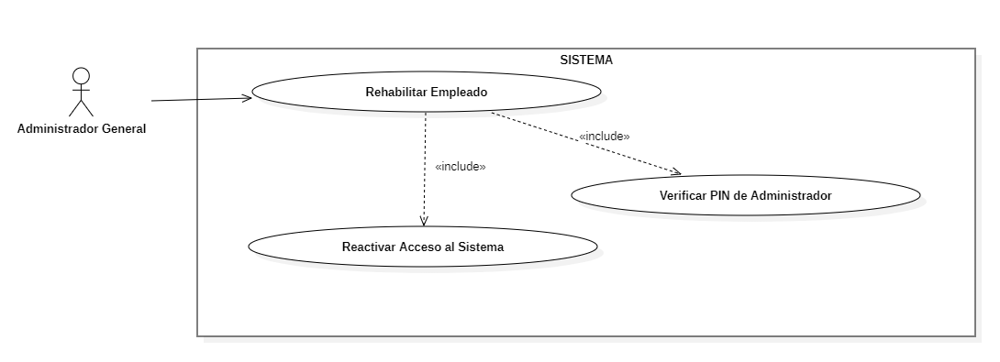 SISTEMA
Rehabilitar Empleado
Administrador General
«include»
«include»
Verificar PIN de Administrador
Reactivar Acceso al Sistema